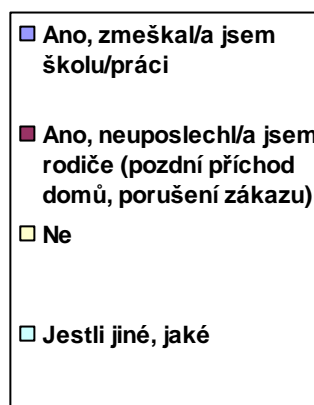 Ano, zmeškal/a jsem
školu/práci
Ano, neuposlechl/a jsem
rodiče (pozdní příchod
domů, porušení zákazu)
Ne
Jestli jiné, jaké